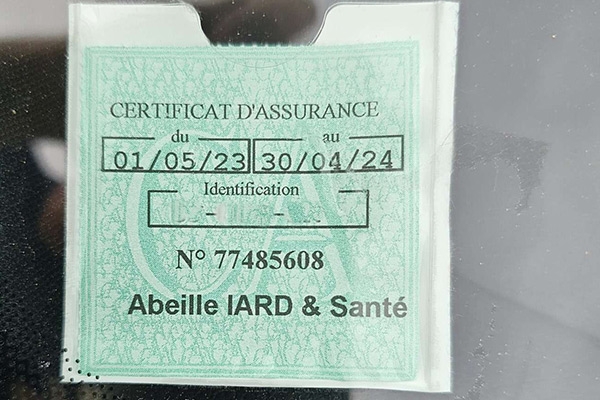 CERTIFICAT D'ASSURANCE
du au
01/05/23 30/04/24
Identification
- -
N° 77485608
Abeille IARD & Santé